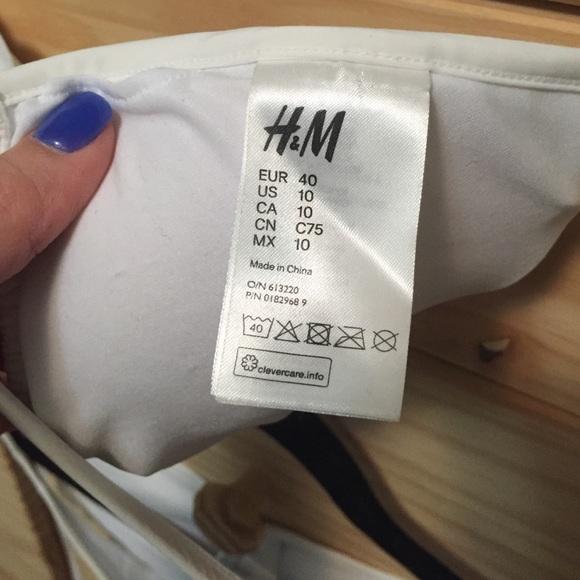 H&M
EUR 40
US 10
CA 10
CN C75
MX 10
Made in China
O/N 613220
P/N 0182968 9
40
clevercare.info